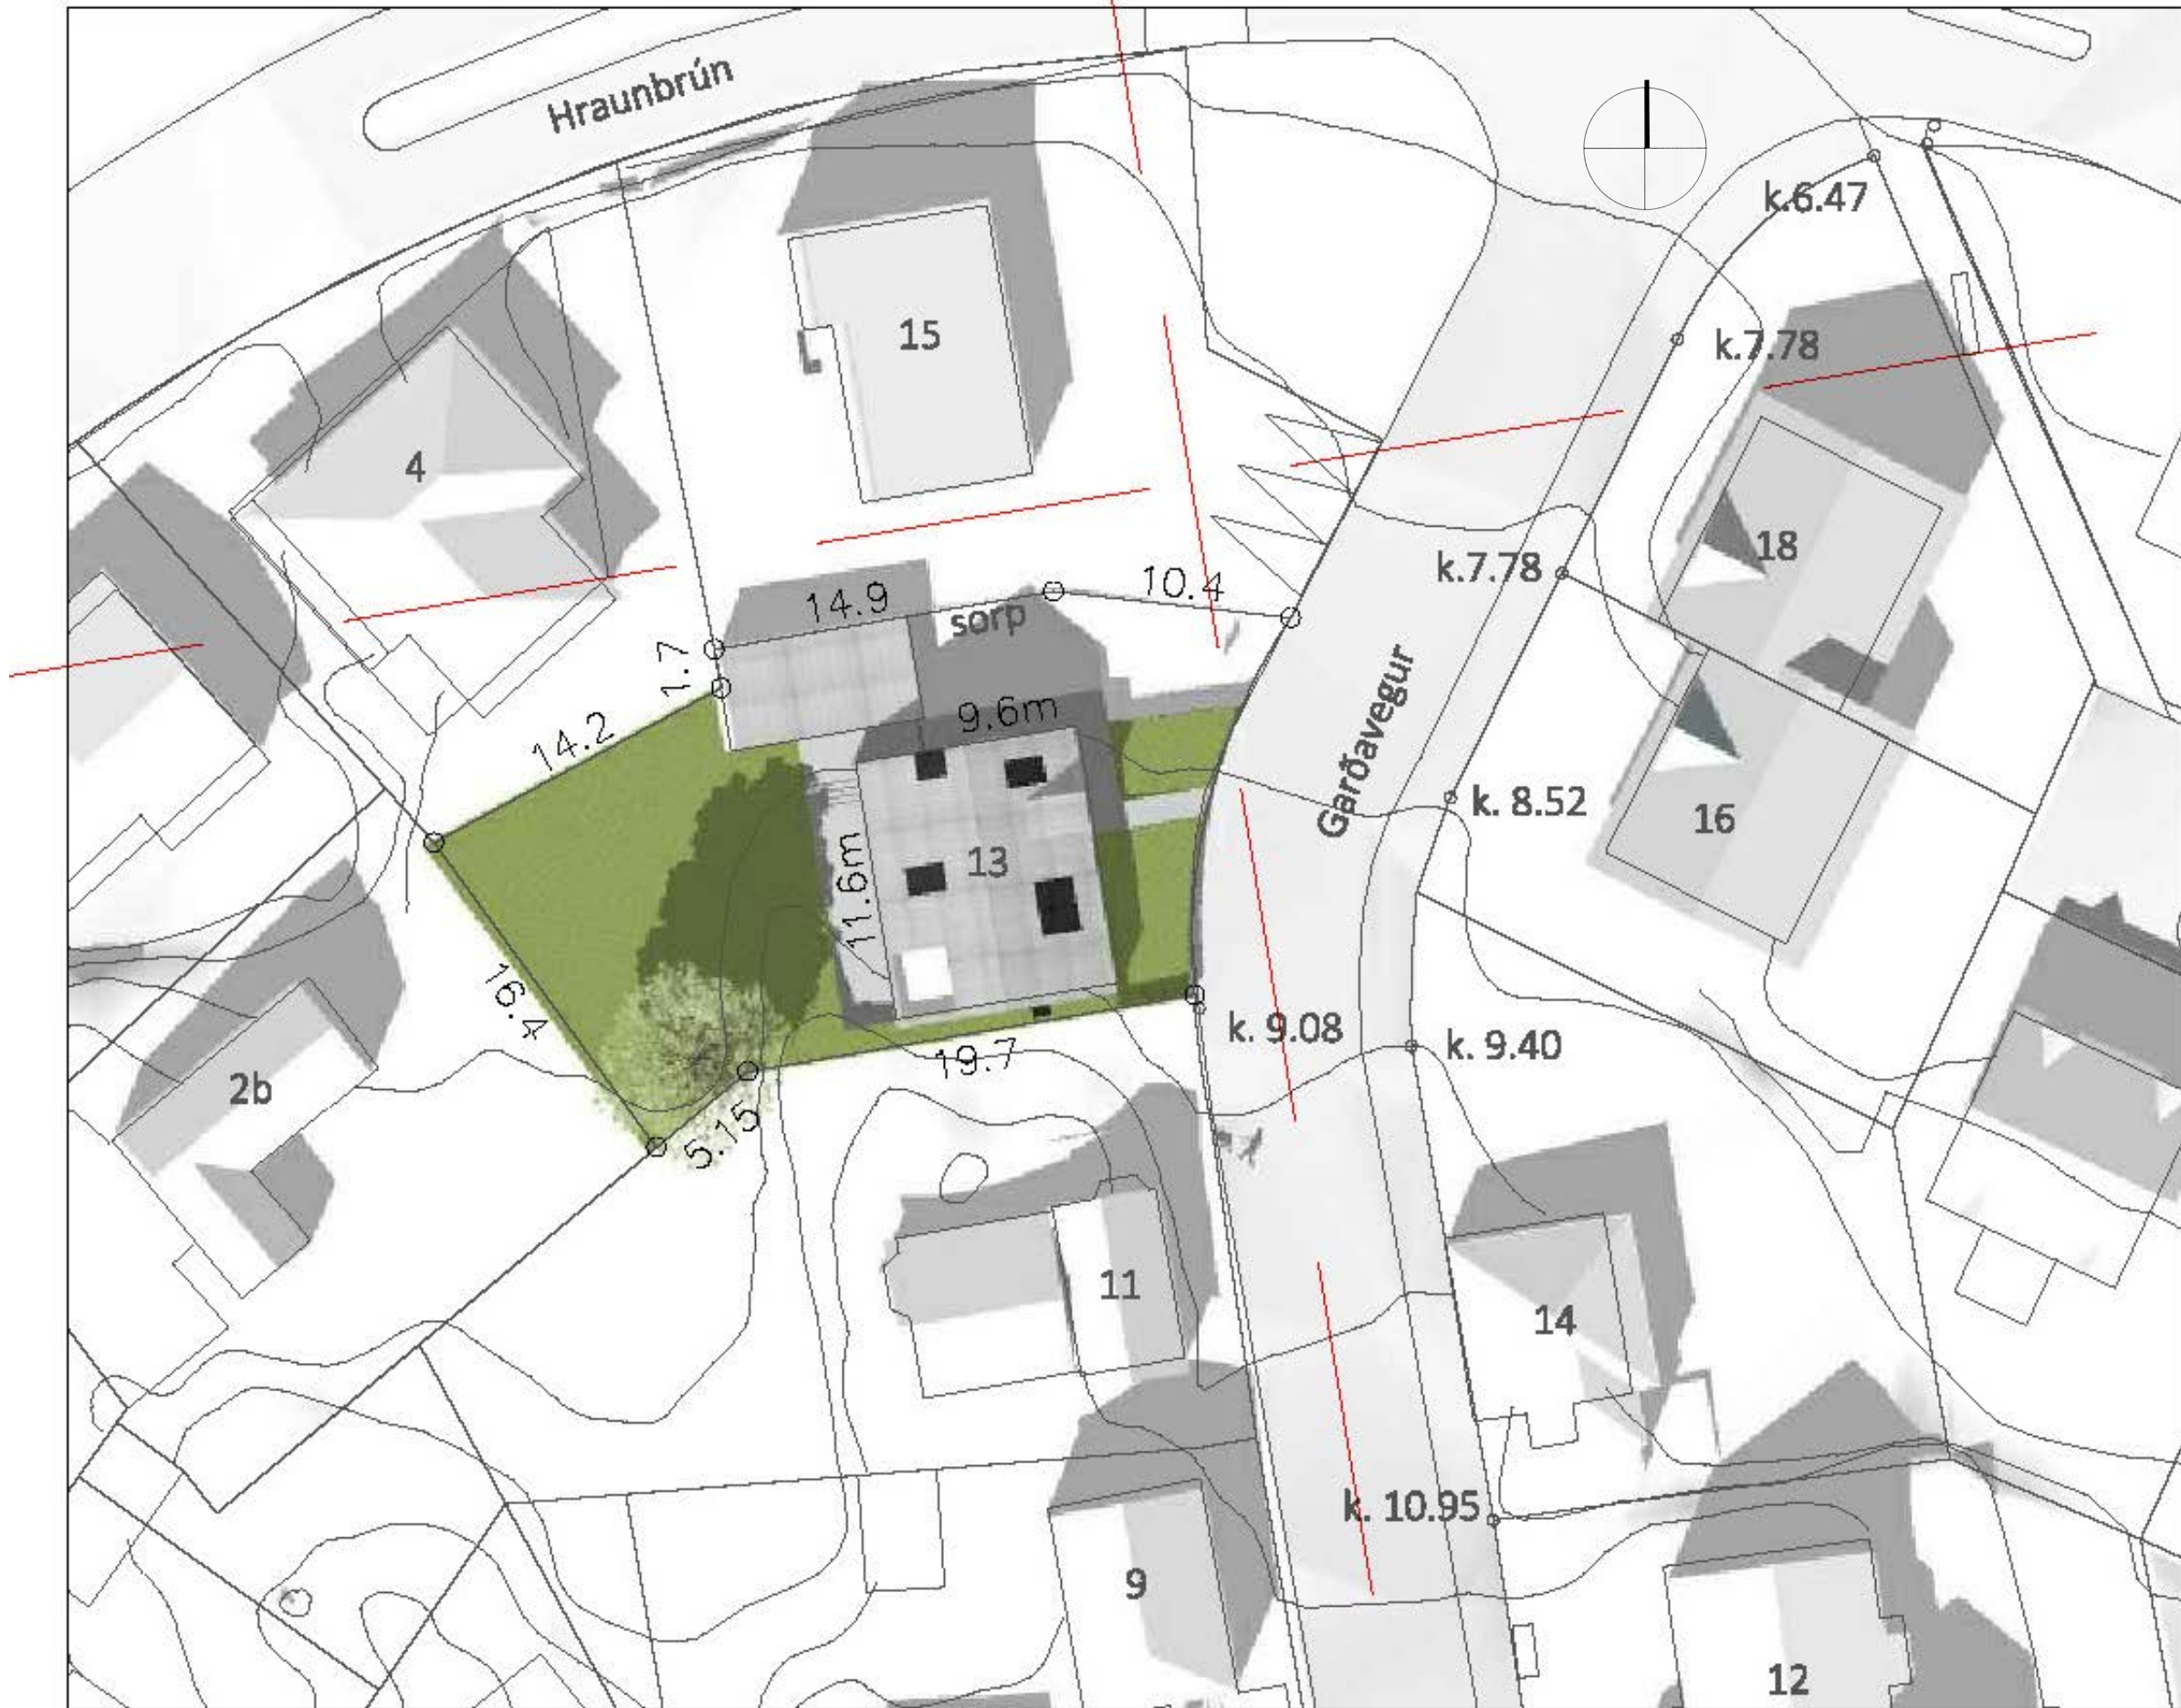 Hraunbrún
k.6.47
15
k.7.78
4
18
k.7.78
10.4
14.9
sorp
1.7
9.6m
14.2
Garðavegur
k. 8.52
16
13
11.6m
16.4
k. 9.08
k. 9.40
19.7
2b
5.15
11
14
k. 10.95
9
12